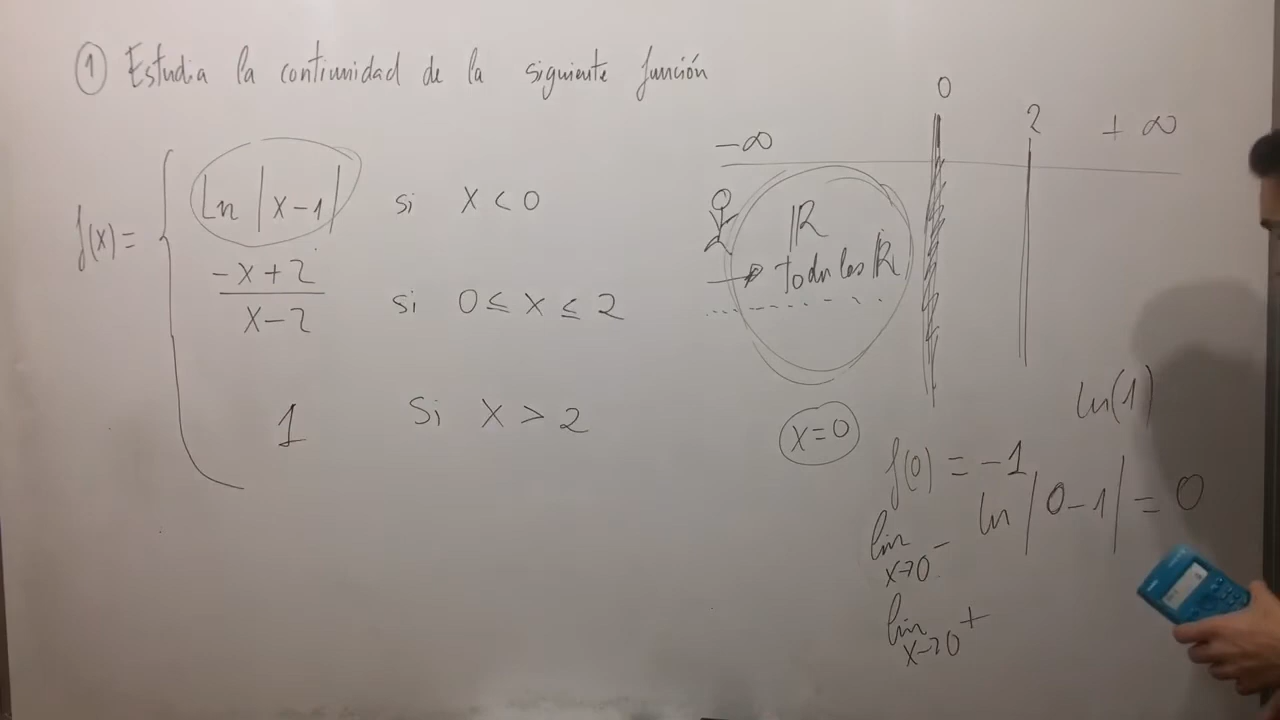 ① Estudia la contiunidad de la siguiente función
f(x) =
ln |x-1| si x < 0
-x+2
x-2
si 0 ≤ x ≤ 2
1 si x > 2
0
2
-∞
+∞
ℝ
todos los ℝ
x=0
f(0) = -1
ln(1)
lim x→0⁻ ln |0-1| = 0
lim x→0⁺